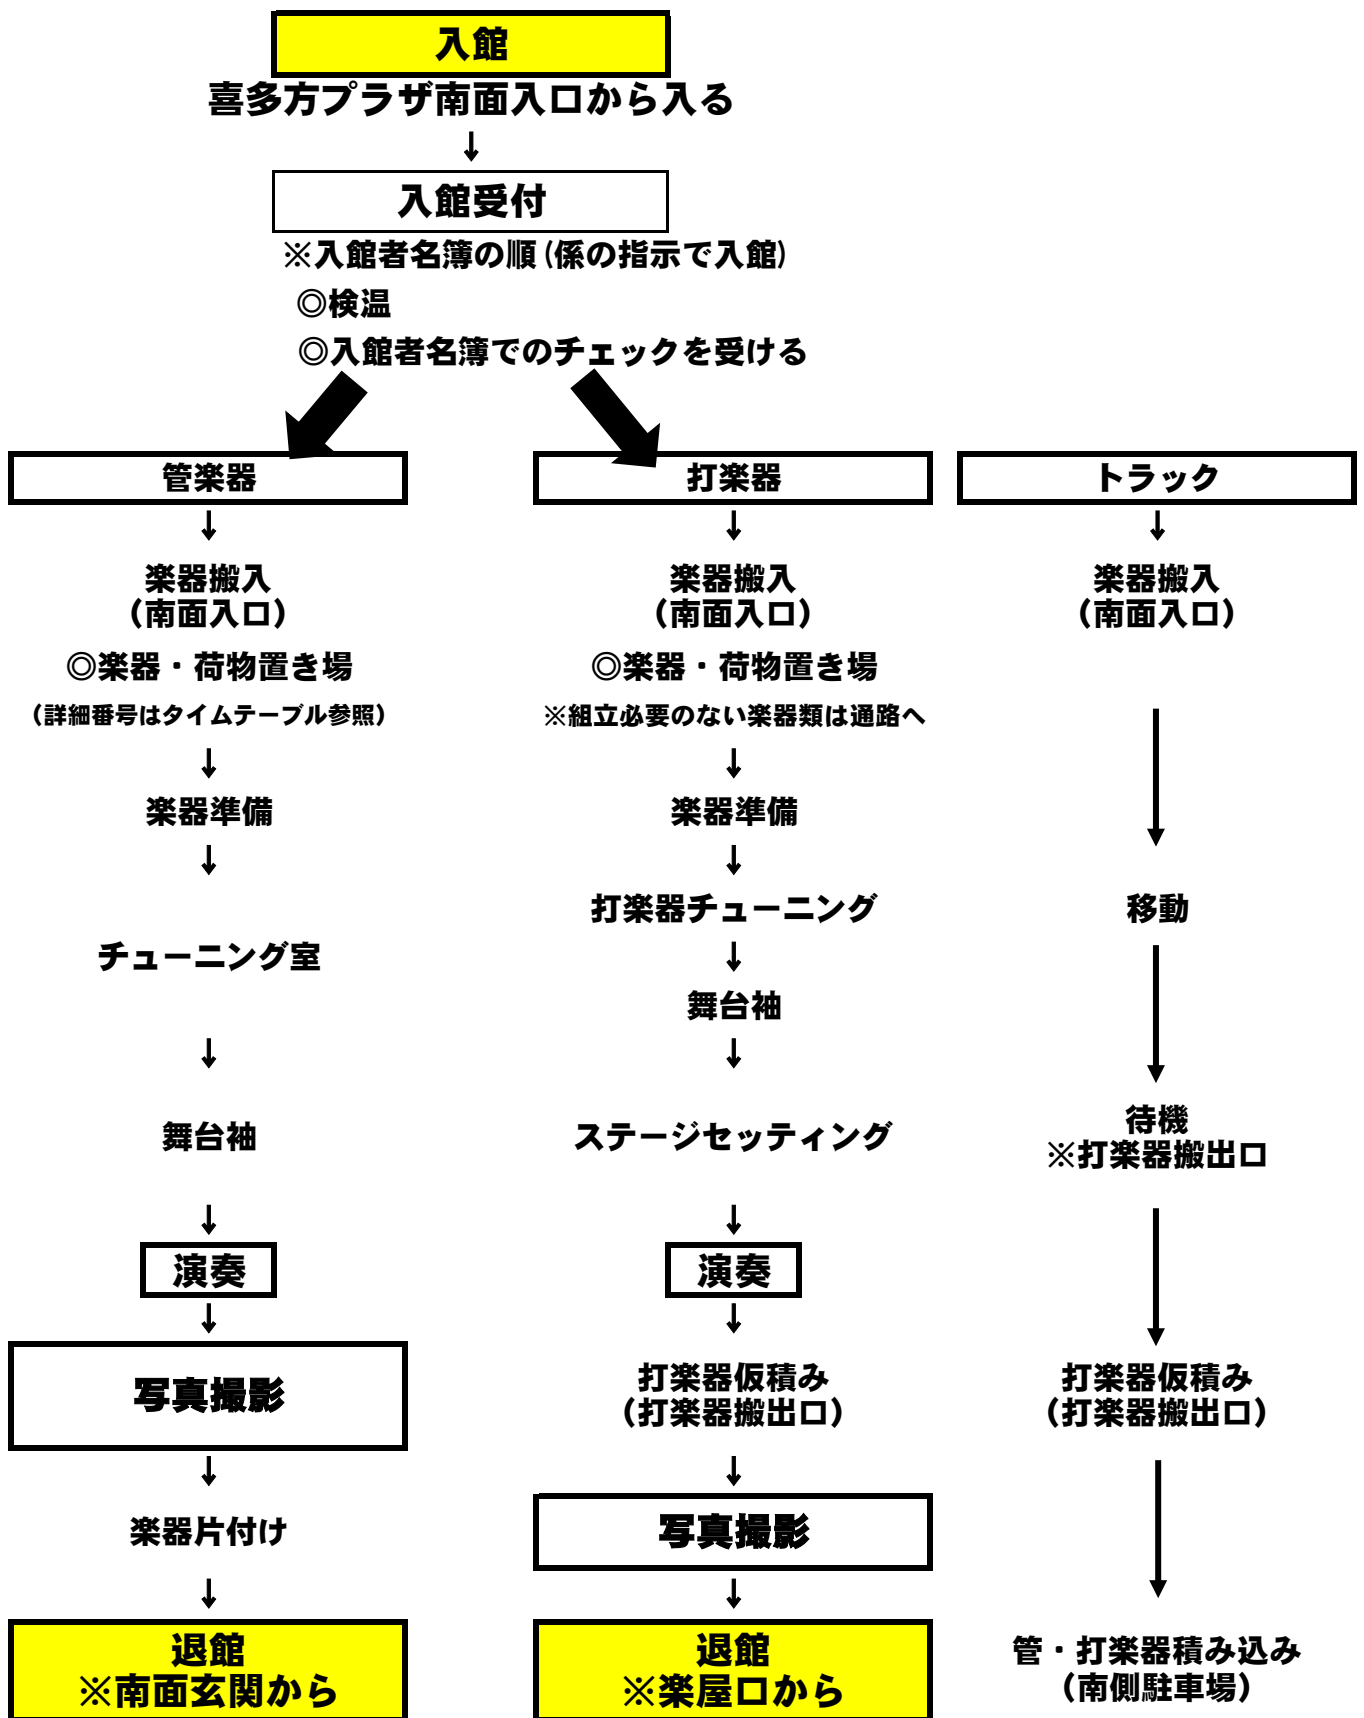 入館
喜多方プラザ南面入口から入る
↓
入館受付
※入館者名簿の順(係の指示で入館)
◎検温
◎入館者名簿でのチェックを受ける
管楽器
↓
楽器搬入
(南面入口)
◎楽器・荷物置き場
(詳細番号はタイムテーブル参照)
↓
楽器準備
↓
チューニング室
↓
舞台袖
↓
演奏
↓
写真撮影
↓
楽器片付け
↓
退館
※南面玄関から
打楽器
↓
楽器搬入
(南面入口)
◎楽器・荷物置き場
※組立必要のない楽器類は通路へ
↓
楽器準備
↓
打楽器チューニング
↓
舞台袖
↓
ステージセッティング
↓
演奏
↓
打楽器仮積み
(打楽器搬出口)
↓
写真撮影
↓
退館
※楽屋口から
トラック
↓
楽器搬入
(南面入口)
移動
待機
※打楽器搬出口
打楽器仮積み
(打楽器搬出口)
管・打楽器積み込み
(南側駐車場)